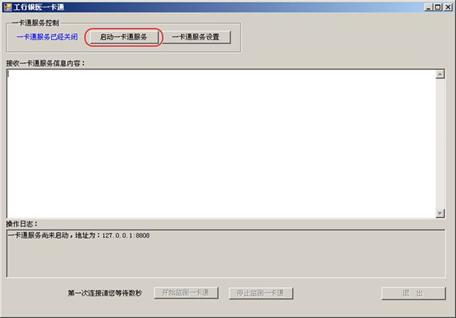 工行银医一卡通
一卡通服务控制
一卡通服务已经关闭 启动一卡通服务 一卡通服务设置
接收一卡通服务信息内容:
操作日志:
一卡通服务尚未启动,地址为:127.0.0.1:8808
第一次连接请您等待数秒 开始监测一卡通 停止监测一卡通 退 出